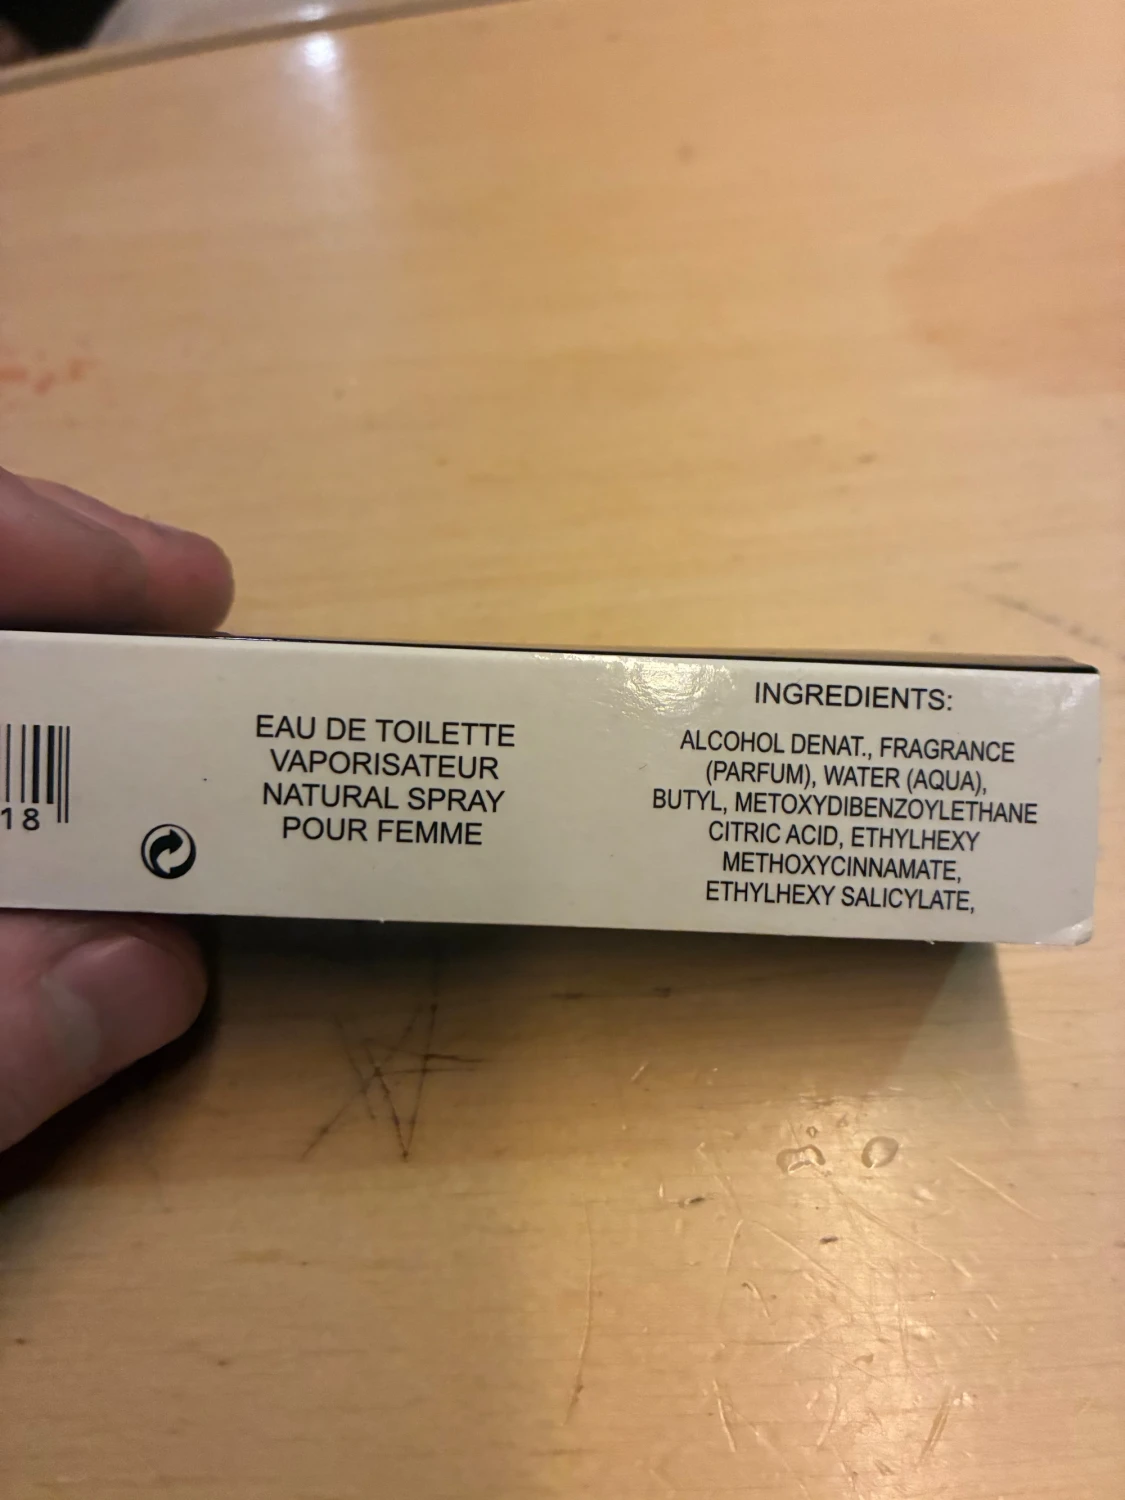 18
EAU DE TOILETTE
VAPORISATEUR
NATURAL SPRAY
POUR FEMME
INGREDIENTS:
ALCOHOL DENAT., FRAGRANCE
(PARFUM), WATER (AQUA),
BUTYL, METOXYDIBENZOYLETHANE
CITRIC ACID, ETHYLHEXY
METHOXYCINNAMATE,
ETHYLHEXY SALICYLATE,